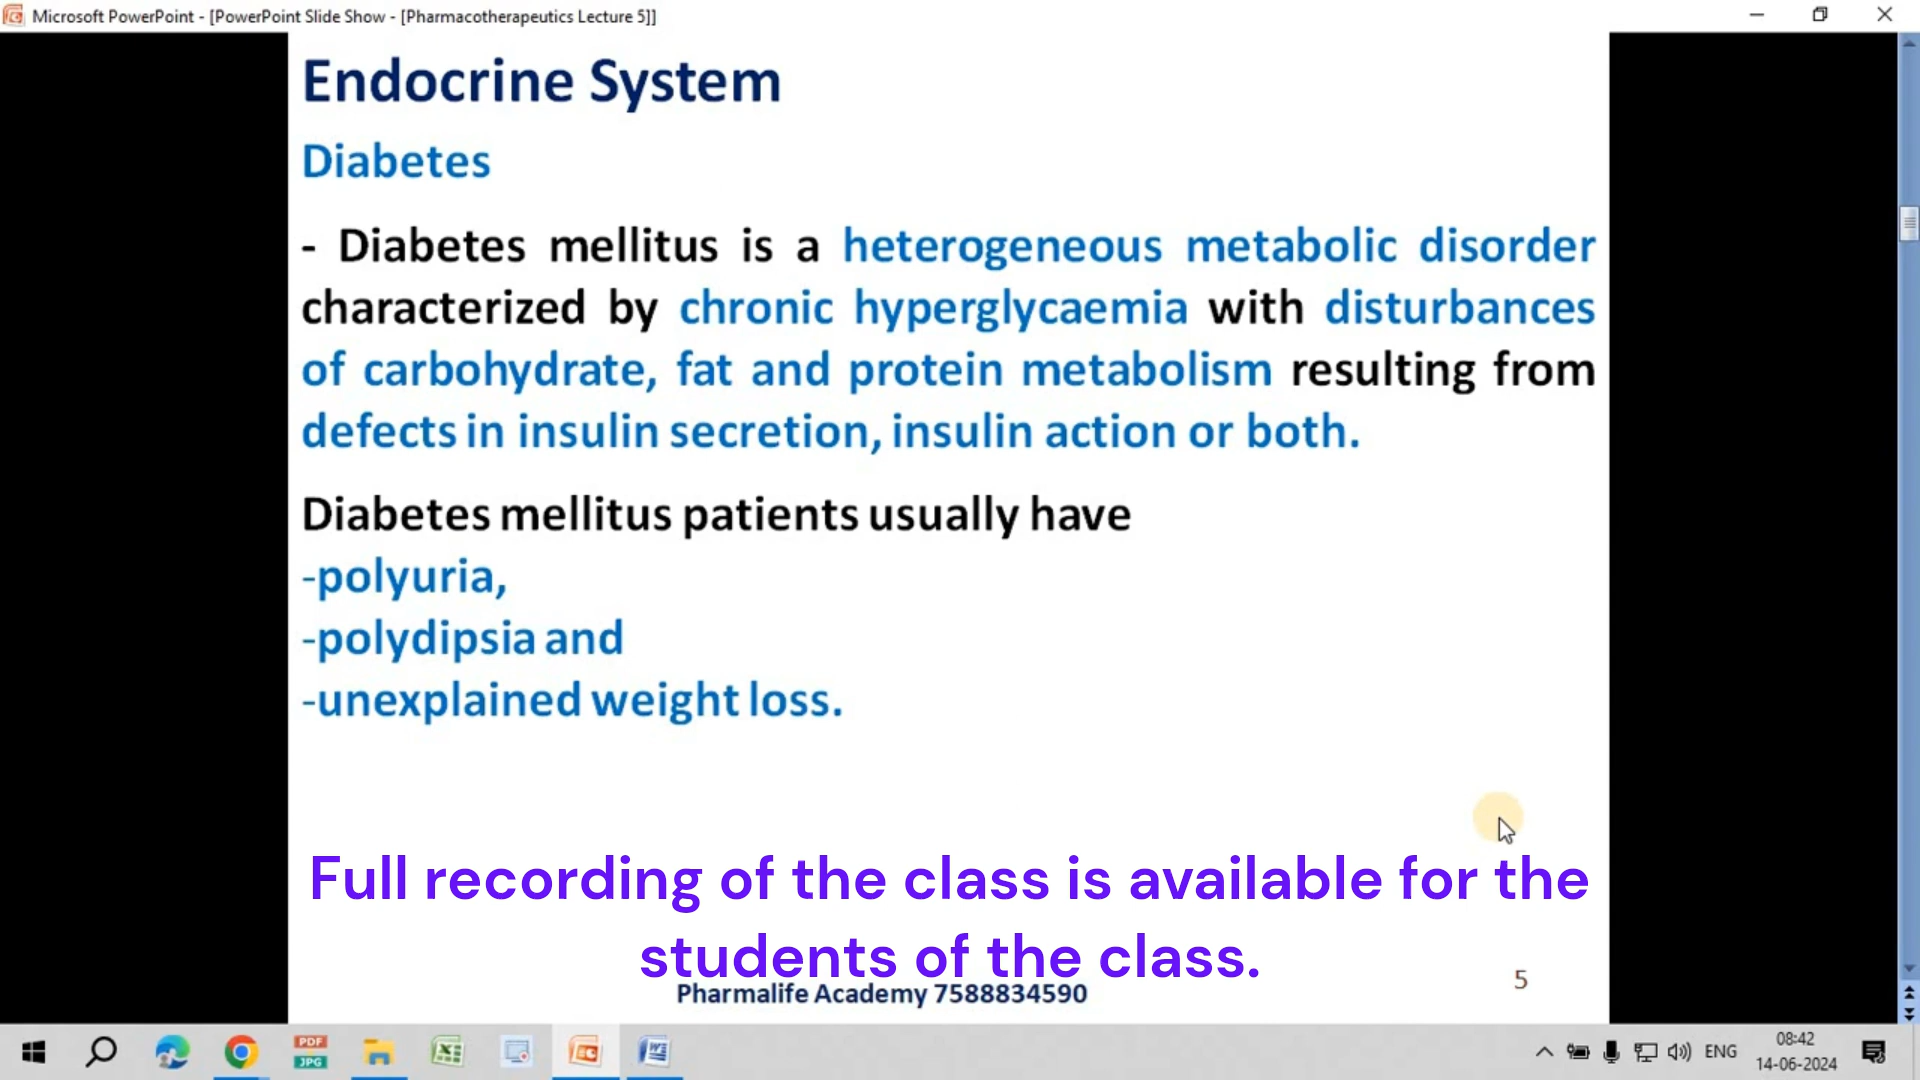 Microsoft PowerPoint - [PowerPoint Slide Show - [Pharmacotherapeutics Lecture 5]]
Endocrine System
Diabetes
- Diabetes mellitus is a heterogeneous metabolic disorder
characterized by chronic hyperglycaemia with disturbances
of carbohydrate, fat and protein metabolism resulting from
defects in insulin secretion, insulin action or both.
Diabetes mellitus patients usually have
-polyuria,
-polydipsia and
-unexplained weight loss.
Full recording of the class is available for the
students of the class.
Pharmalife Academy 7588834590
5
PDF
JPG
ENG
08:42
14-06-2024